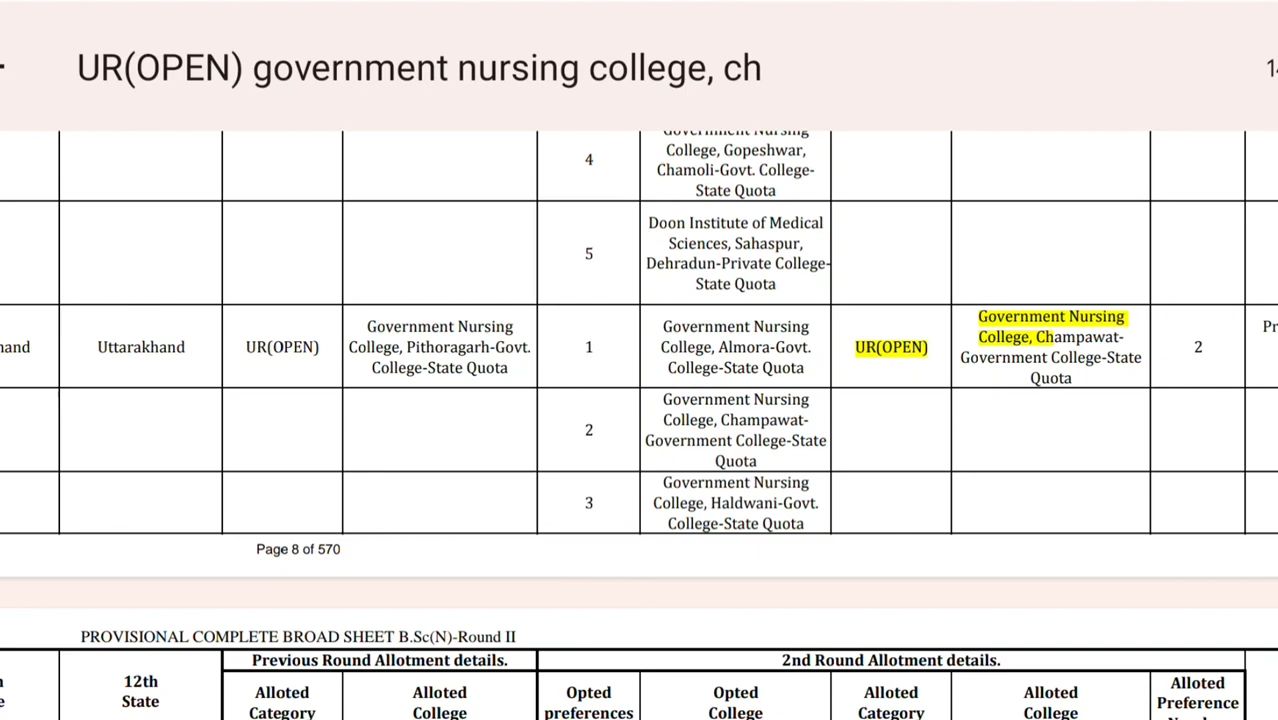 UR(OPEN) government nursing college, ch
Government Nursing
College, Gopeshwar,
Chamoli-Govt. College-
State Quota
4
5
Doon Institute of Medical
Sciences, Sahaspur,
Dehradun-Private College-
State Quota
Uttarakhand
UR(OPEN)
Government Nursing
College, Pithoragarh-Govt.
College-State Quota
1
Government Nursing
College, Almora-Govt.
College-State Quota
UR(OPEN)
Government Nursing
College, Champawat-
Government College-State
Quota
2
2
Government Nursing
College, Champawat-
Government College-State
Quota
3
Government Nursing
College, Haldwani-Govt.
College-State Quota
Page 8 of 570
PROVISIONAL COMPLETE BROAD SHEET B.Sc(N)-Round II
Previous Round Allotment details.
2nd Round Allotment details.
12th
State
Alloted
Category
Alloted
College
Opted
preferences
Opted
College
Alloted
Category
Alloted
College
Alloted
Preference